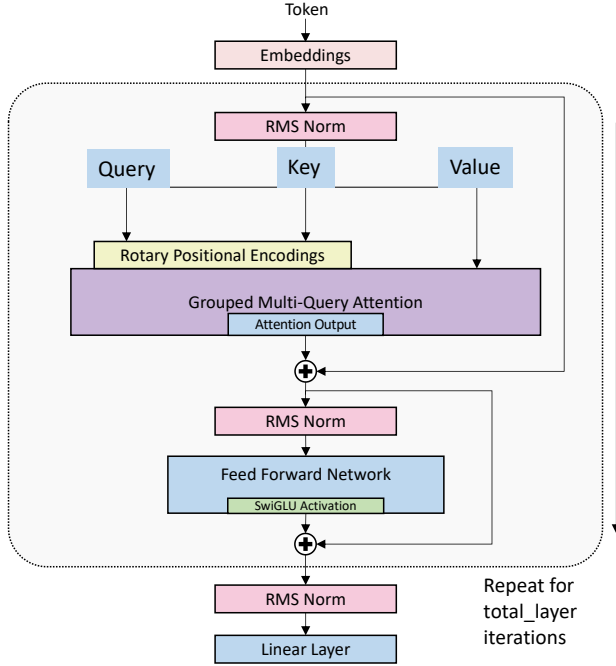 Token
Embeddings
RMS Norm
Query
Key
Value
Rotary Positional Encodings
Grouped Multi-Query Attention
Attention Output
RMS Norm
Feed Forward Network
SwiGLU Activation
RMS Norm
Linear Layer
Repeat for
total_layer
iterations